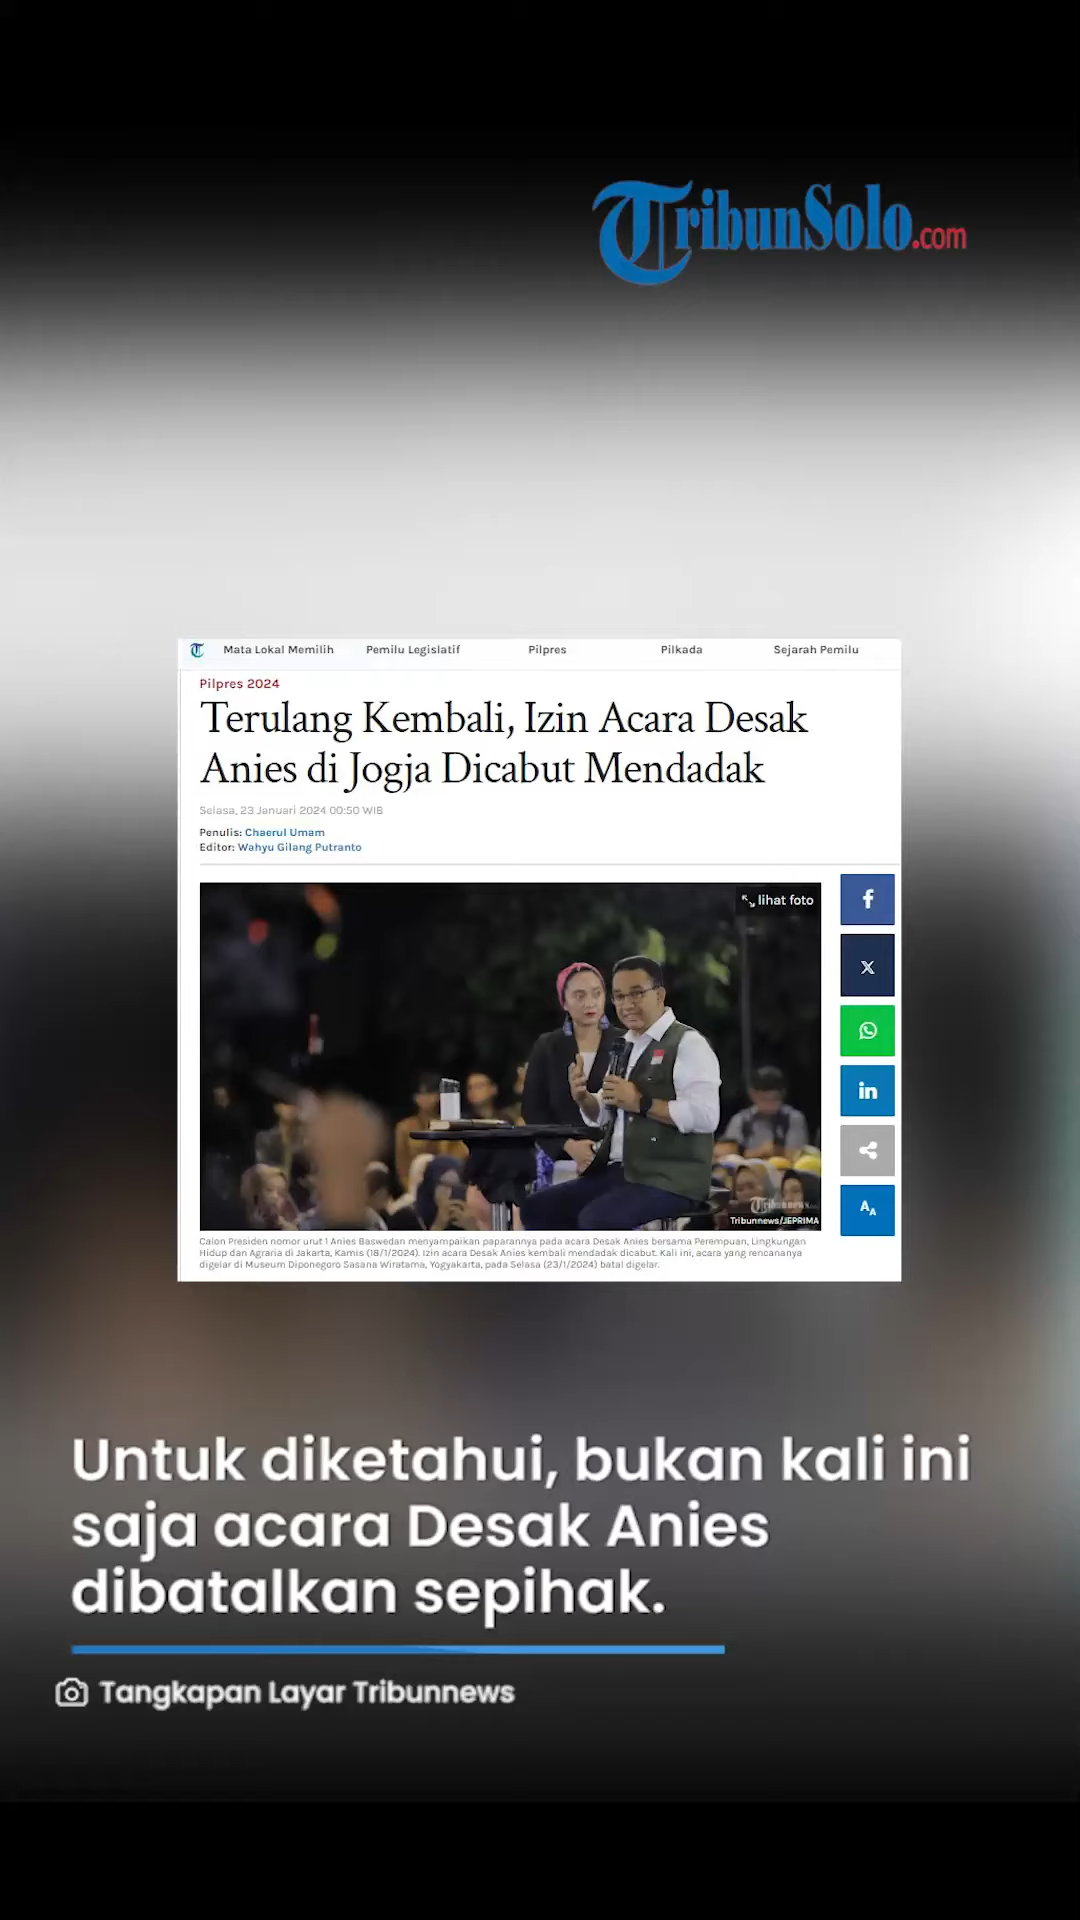 TribunSolo.com
Mata Lokal Memilih Pemilu Legislatif Pilpres Pilkada Sejarah Pemilu
Pilpres 2024
Terulang Kembali, Izin Acara Desak
Anies di Jogja Dicabut Mendadak
Selasa, 23 Januari 2024 00:50 WIB
Penulis: Chaerul Umam
Editor: Wahyu Gilang Putranto
lihat foto
Tribunnews.com
Tribunnews/JEPRIMA
Calon Presiden nomor urut 1 Anies Baswedan menyampaikan paparannya pada acara Desak Anies bersama Perempuan, Lingkungan
Hidup dan Agraria di Jakarta, Kamis (18/1/2024). Izin acara Desak Anies kembali mendadak dicabut. Kali ini, acara yang rencananya
digelar di Museum Diponegoro Sasana Wiratama, Yogyakarta, pada Selasa (23/1/2024) batal digelar.
Untuk diketahui, bukan kali ini
saja acara Desak Anies
dibatalkan sepihak.
Tangkapan Layar Tribunnews